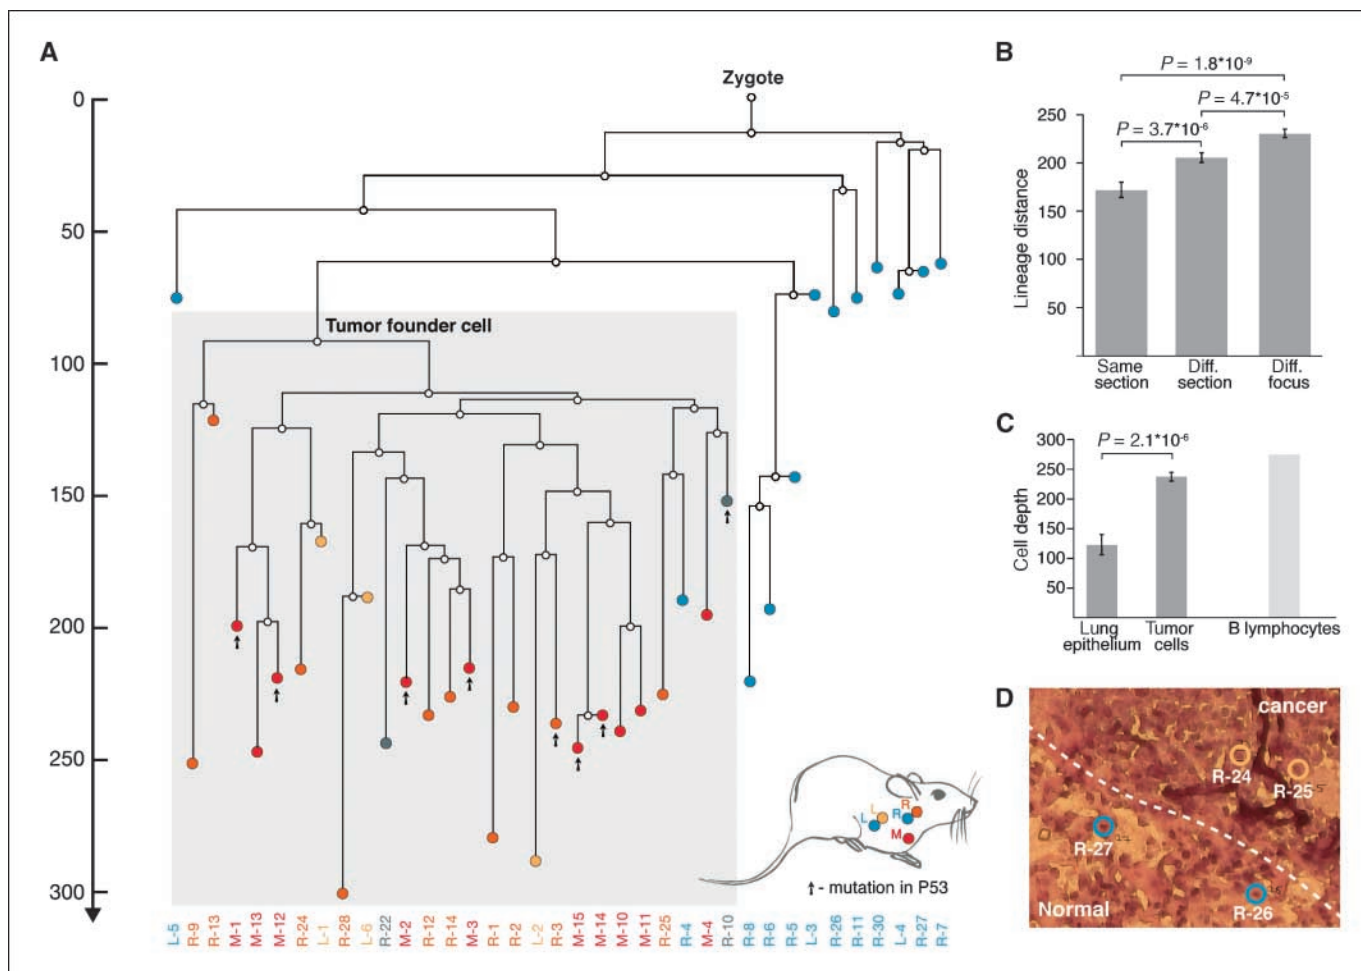 A
Zygote
0
50
100
150
200
250
300
Tumor founder cell
L
L
R
R
M
- mutation in P53
L-5
R-9
R-13
M-1
M-13
M-12
R-24
L-1
R-28
L-6
R-22
M-2
R-12
R-14
M-3
R-1
R-2
L-2
R-3
M-15
M-14
M-10
M-11
R-25
R-4
M-4
R-10
R-8
R-6
R-5
L-3
R-26
R-11
R-30
L-4
R-27
R-7
B
P = 1.8*10-9
P = 4.7*10-5
P = 3.7*10-6
250
200
150
100
50
Lineage distance
Same section
Diff. section
Diff. focus
C
P = 2.1*10-6
300
250
200
150
100
50
Cell depth
Lung epithelium
Tumor cells
B lymphocytes
D
cancer
R-24
R-25
R-27
R-26
Normal